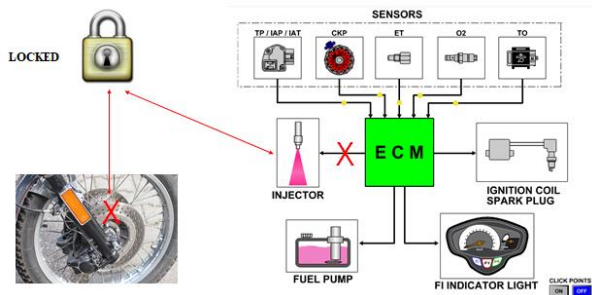 SENSORS
TP / IAP / IAT
CKP
ET
O2
TO
LOCKED
ECM
INJECTOR
IGNITION COIL
SPARK PLUG
FUEL PUMP
FI INDICATOR LIGHT
CLICK POINTS
ON
OFF